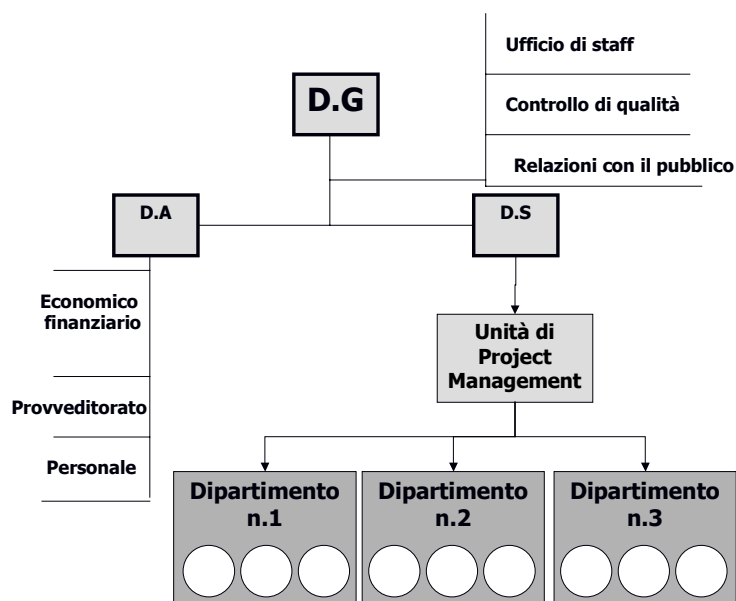 D.G
Ufficio di staff
Controllo di qualità
Relazioni con il pubblico
D.A
D.S
Economico
finanziario
Provveditorato
Personale
Unità di
Project
Management
Dipartimento
n.1
Dipartimento
n.2
Dipartimento
n.3